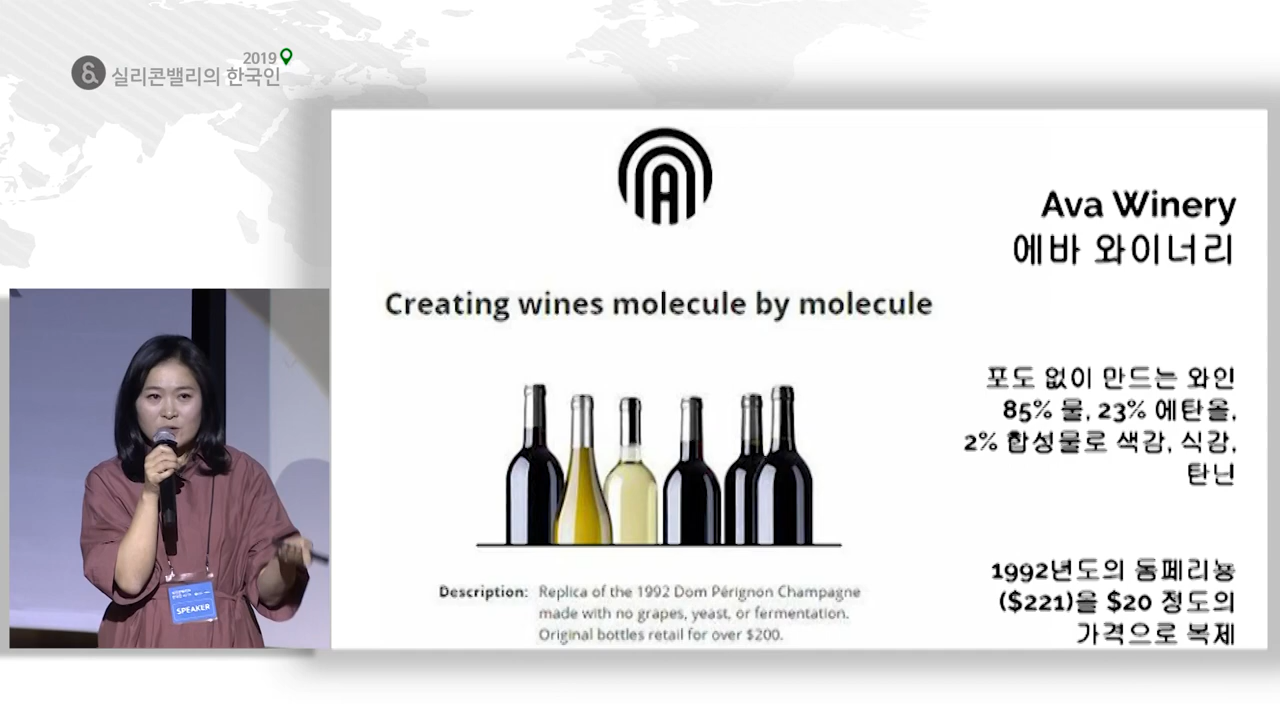 2019
& 실리콘밸리의 한국인
Ava Winery
에바 와이너리
Creating wines molecule by molecule
포도 없이 만드는 와인
85% 물, 23% 에탄올,
2% 합성물로 색감, 식감,
탄닌
Description: Replica of the 1992 Dom Pérignon Champagne
made with no grapes, yeast, or fermentation.
Original bottles retail for over $200.
1992년도의 돔페리뇽
($221)을 $20 정도의
가격으로 복제
SPEAKER